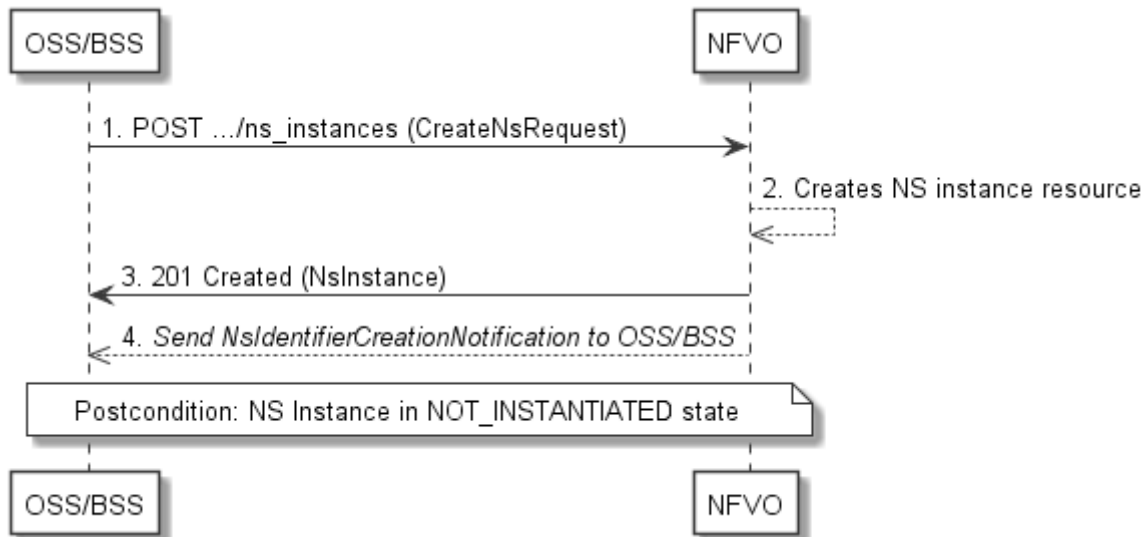 OSS/BSS
NFVO
1. POST .../ns_instances (CreateNsRequest)
2. Creates NS instance resource
3. 201 Created (NsInstance)
4. Send NsIdentifierCreationNotification to OSS/BSS
Postcondition: NS Instance in NOT_INSTANTIATED state
OSS/BSS
NFVO